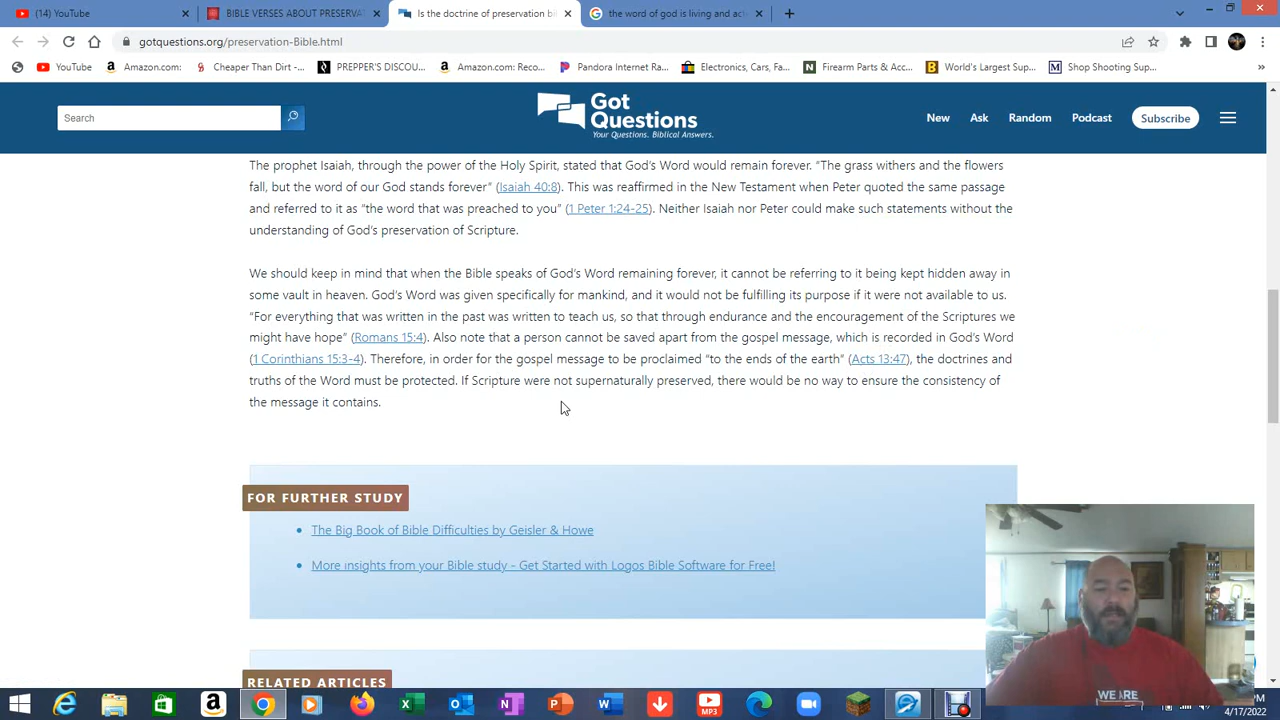 (14) YouTube
BIBLE VERSES ABOUT PRESERVAT
Is the doctrine of preservation bi
the word of god is living and acti
gotquestions.org/preservation-Bible.html
YouTube
Amazon.com:
Cheaper Than Dirt -...
PREPPER'S DISCOU...
Amazon.com: Reco...
Pandora Internet Ra...
Electronics, Cars, Fa...
Firearm Parts & Acc...
World's Largest Sup...
Shop Shooting Sup...
»
Search
Got
Questions
Your Questions. Biblical Answers.
New
Ask
Random
Podcast
Subscribe
The prophet Isaiah, through the power of the Holy Spirit, stated that God's Word would remain forever. “The grass withers and the flowers
fall, but the word of our God stands forever” (Isaiah 40:8). This was reaffirmed in the New Testament when Peter quoted the same passage
and referred to it as “the word that was preached to you” (1 Peter 1:24-25). Neither Isaiah nor Peter could make such statements without the
understanding of God's preservation of Scripture.
We should keep in mind that when the Bible speaks of God's Word remaining forever, it cannot be referring to it being kept hidden away in
some vault in heaven. God's Word was given specifically for mankind, and it would not be fulfilling its purpose if it were not available to us.
“For everything that was written in the past was written to teach us, so that through endurance and the encouragement of the Scriptures we
might have hope” (Romans 15:4). Also note that a person cannot be saved apart from the gospel message, which is recorded in God's Word
(1 Corinthians 15:3-4). Therefore, in order for the gospel message to be proclaimed “to the ends of the earth” (Acts 13:47), the doctrines and
truths of the Word must be protected. If Scripture were not supernaturally preserved, there would be no way to ensure the consistency of
the message it contains.
FOR FURTHER STUDY
The Big Book of Bible Difficulties by Geisler & Howe
More insights from your Bible study - Get Started with Logos Bible Software for Free!
RELATED ARTICLES
WE ARE
MP3
4/17/2022